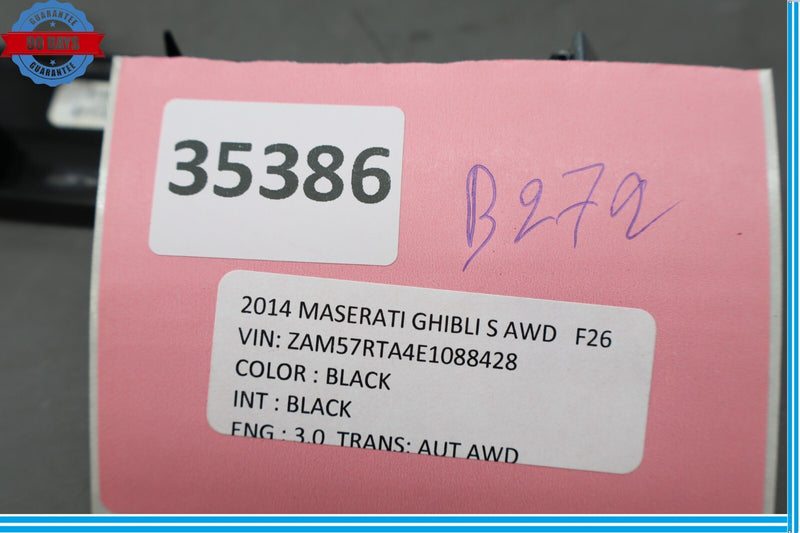 GUARANTEE
90 DAYS
GUARANTEE
35386
B272
2014 MASERATI GHIBLI S AWD F26
VIN: ZAM57RTA4E1088428
COLOR : BLACK
INT : BLACK
ENG : 3.0 TRANS: AUT AWD